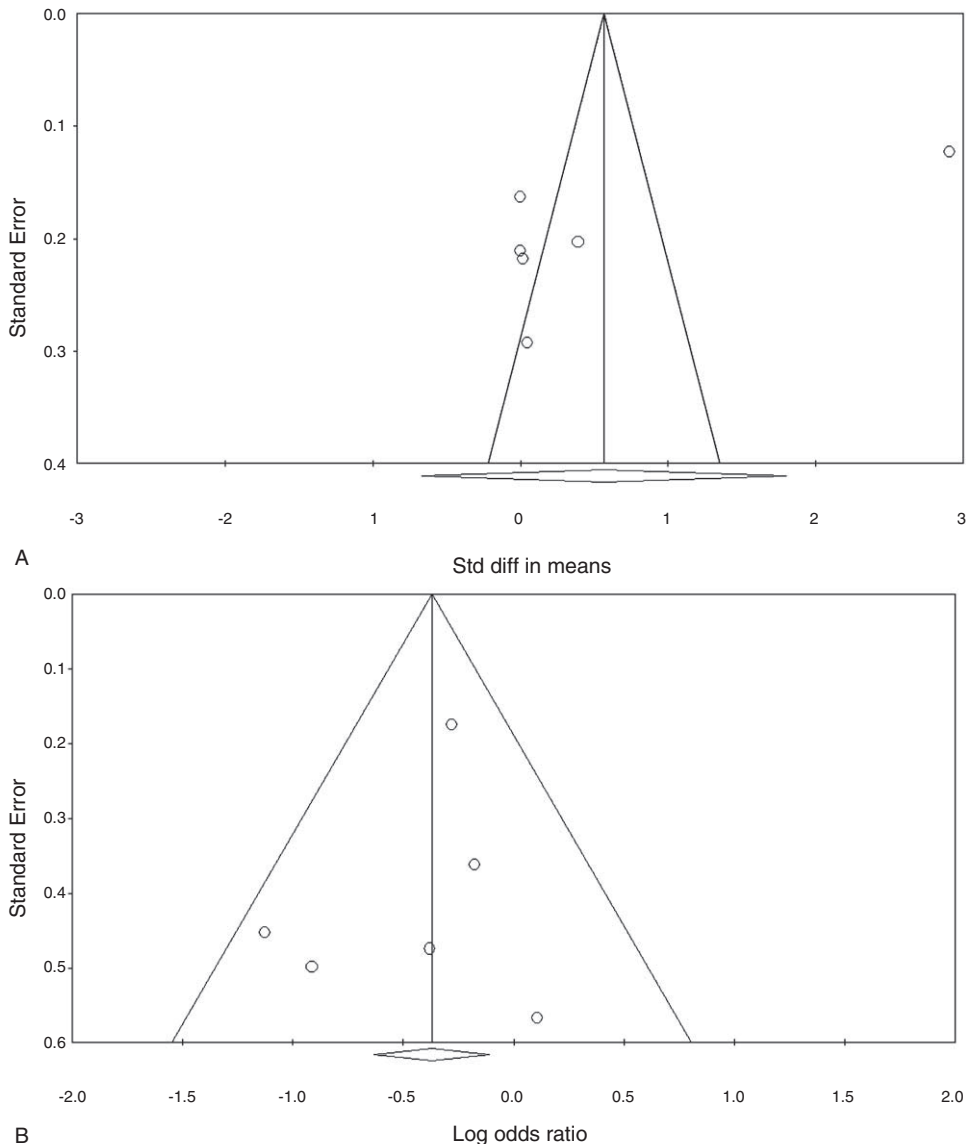 0.0
0.1
0.2
0.3
0.4
Standard Error
-3 -2 1 0 1 2 3
A
Std diff in means
0.0
0.1
0.2
0.3
0.4
0.5
0.6
Standard Error
-2.0 -1.5 -1.0 -0.5 0.0 0.5 1.0 1.5 2.0
B
Log odds ratio